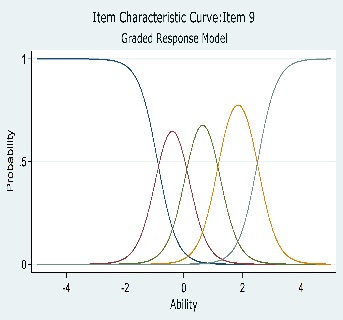 Item Characteristic Curve:Item 9
Graded Response Model
Probability
1
.5
0
-4
-2
0
2
4
Ability